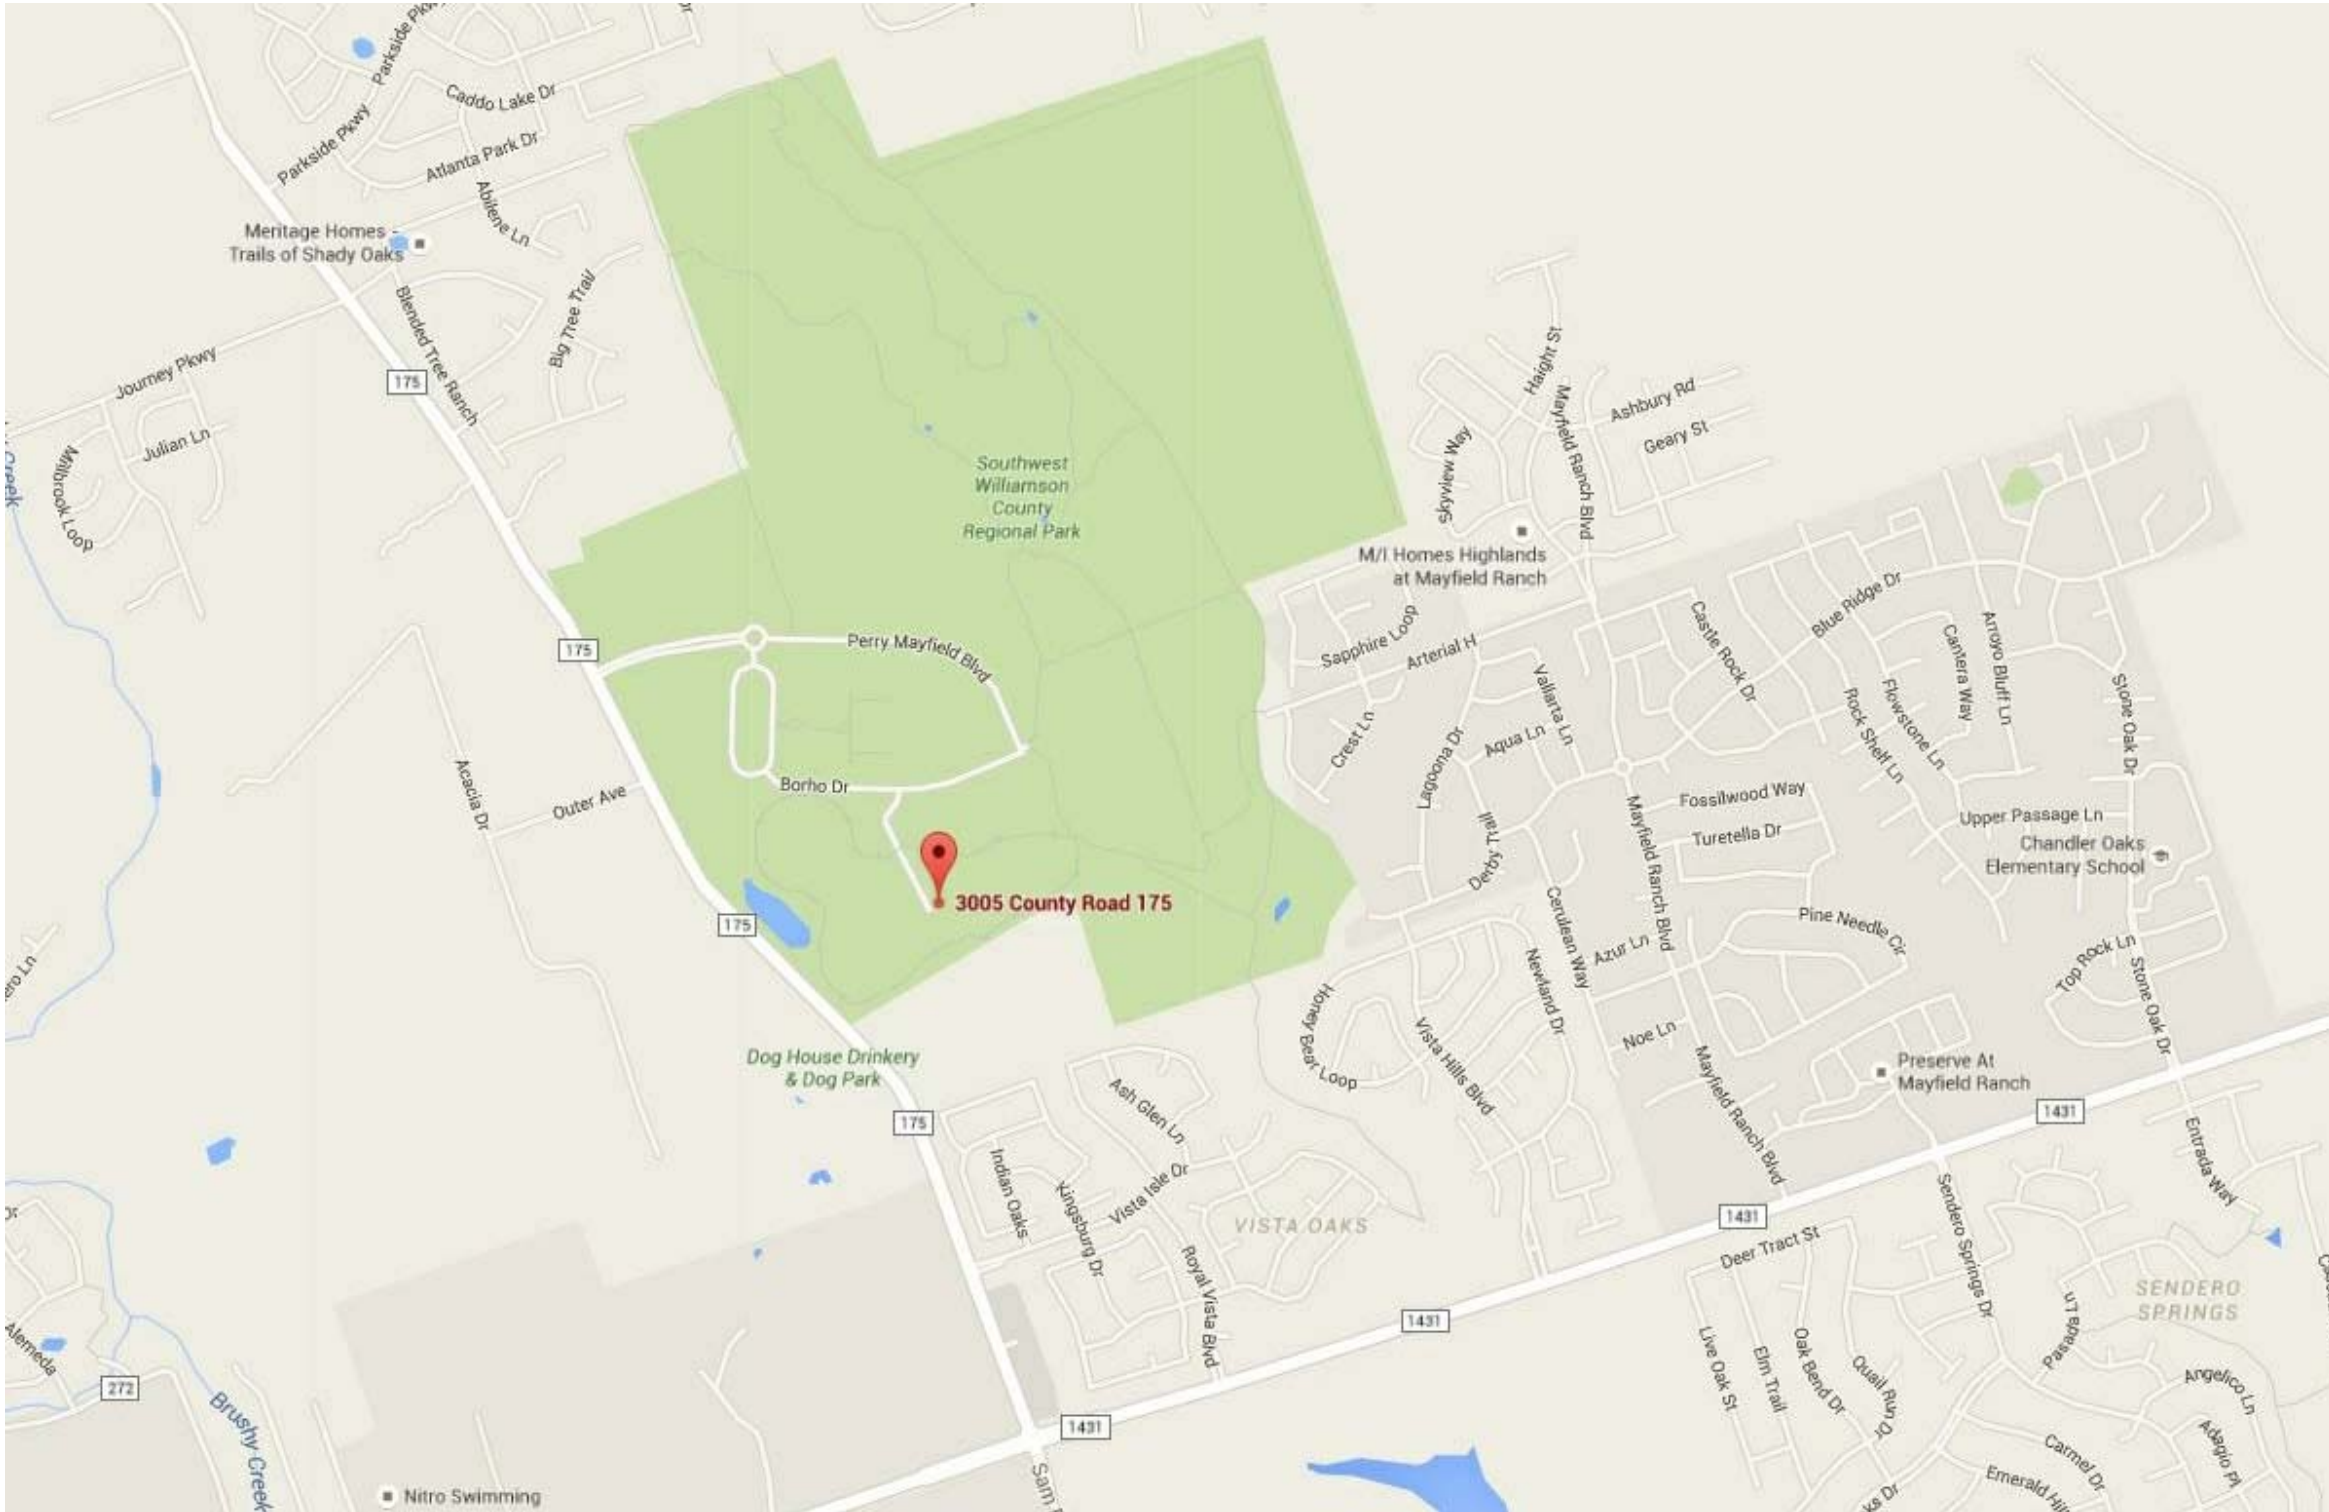 Parkside Pkwy
Caddo Lake Dr
Parkside Pkwy
Atlanta Park Dr
Abilene Ln
Meritage Homes -
Trails of Shady Oaks
Big Tree Trail
Blended Tree Ranch
Journey Pkwy
175
Julian Ln
Millbrook Loop
Creek
Haight St
Mayfield Ranch Blvd
Ashbury Rd
Geary St
Skyview Way
Southwest
Williamson
County
Regional Park
M/I Homes Highlands
at Mayfield Ranch
175
Perry Mayfield Blvd
Sapphire Loop
Arterial H
Castle Rock Dr
Blue Ridge Dr
Cantera Way
Arroyo Bluff Ln
Vallarta Ln
Rock Shelf Ln
Flowstone Ln
Stone Oak Dr
Crest Ln
Lagoona Dr
Aqua Ln
Borho Dr
Acacia Dr
Outer Ave
Mayfield Ranch Blvd
Fossilwood Way
Turetella Dr
Upper Passage Ln
Chandler Oaks
Elementary School
Derby Trail
3005 County Road 175
175
Cerulean Way
Azur Ln
Pine Needle Cir
Top Rock Ln
Stone Oak Dr
Newland Dr
Honey Bear Loop
Vista Hills Blvd
Noe Ln
Mayfield Ranch Blvd
Preserve At
Mayfield Ranch
Dog House Drinkery
& Dog Park
175
Ash Glen Ln
1431
Entrada Way
Indian Oaks
Kingsburg Dr
Vista Isle Dr
VISTA OAKS
1431
Deer Tract St
Sendero Springs Dr
Royal Vista Blvd
SENDERO
SPRINGS
Pasada Ln
1431
Live Oak St
Elm Trail
Oak Bend Dr
Quail Run Dr
Angelico Ln
Adagio Pl
Alemeda
272
Brushy Creek
1431
Carmel Dr
Nitro Swimming
Sam
Emerald Hill
ks Dr